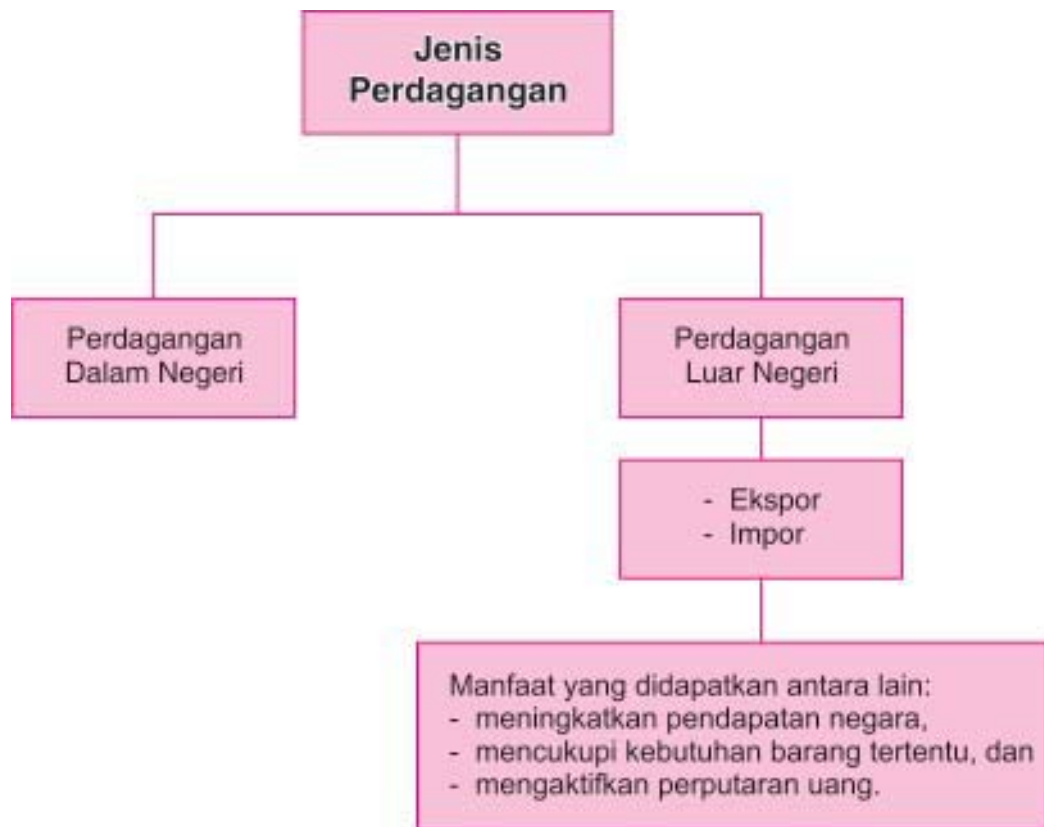 Jenis
Perdagangan
Perdagangan
Dalam Negeri
Perdagangan
Luar Negeri
- Ekspor
- Impor
Manfaat yang didapatkan antara lain:
- meningkatkan pendapatan negara,
- mencukupi kebutuhan barang tertentu, dan
- mengaktifkan perputaran uang.